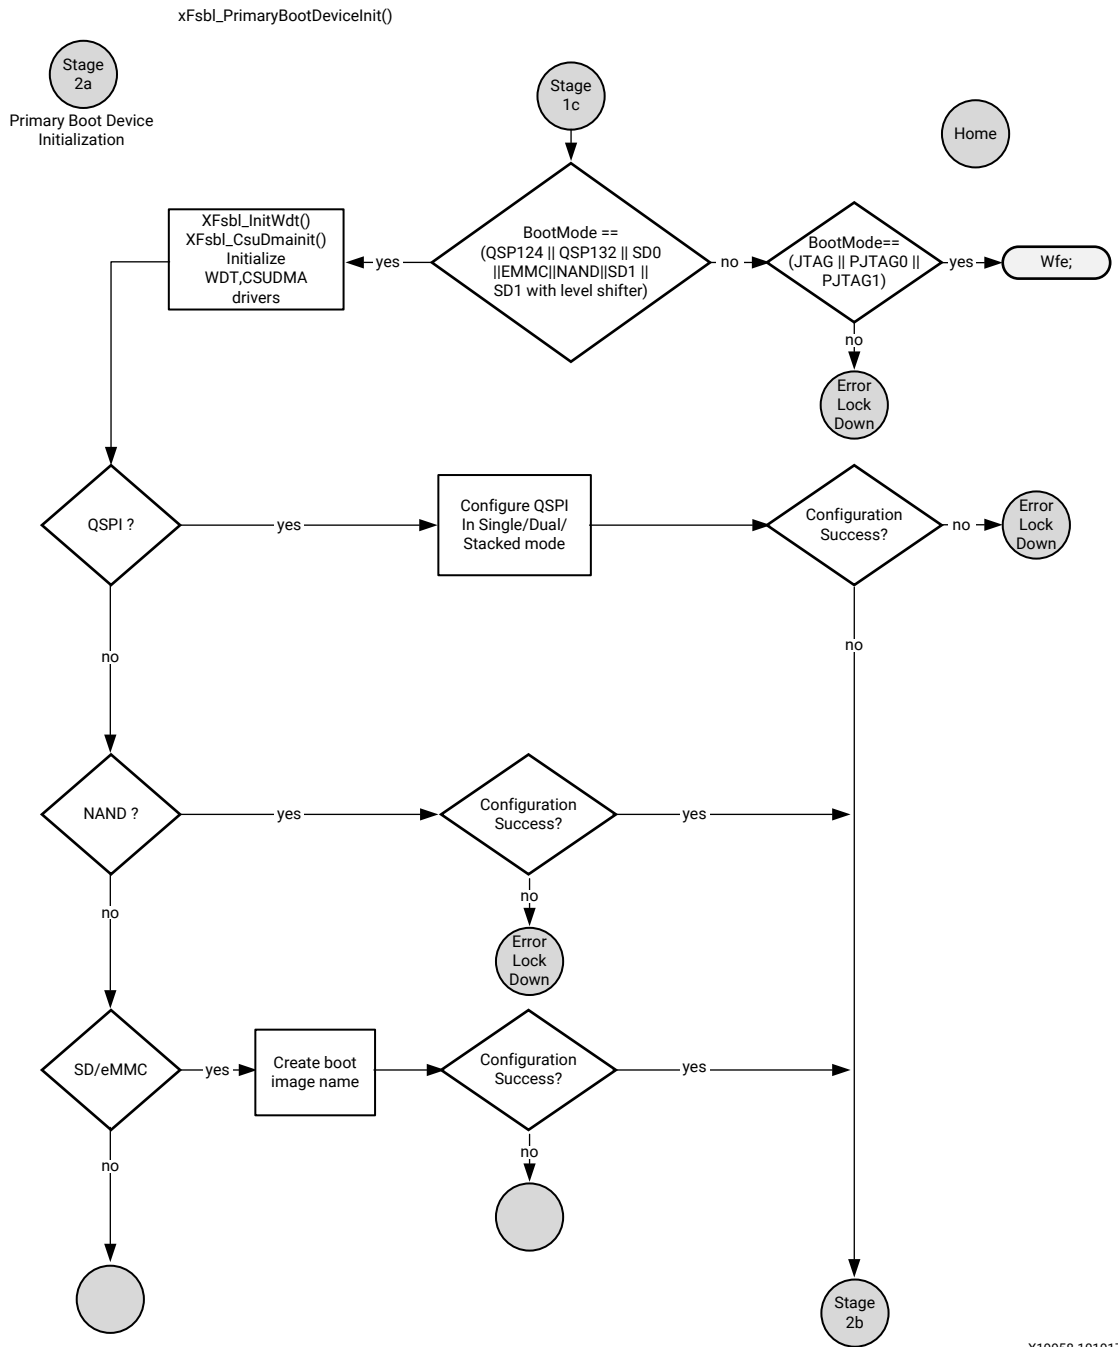 xFsbl_PrimaryBootDeviceInit()
Stage
2a
Primary Boot Device
Initialization
Stage
1c
Home
XFsbl_InitWdt()
XFsbl_CsuDmainit()
Initialize
WDT,CSUDMA
drivers
yes
BootMode ==
(QSP124 || QSP132 || SD0
||EMMC||NAND||SD1 ||
SD1 with level shifter)
no
BootMode==
(JTAG || PJTAG0 ||
PJTAG1)
yes
Wfe;
no
Error
Lock
Down
QSPI ?
yes
Configure QSPI
In Single/Dual/
Stacked mode
Configuration
Success?
no
Error
Lock
Down
no
no
NAND ?
yes
Configuration
Success?
yes
no
no
Error
Lock
Down
SD/eMMC
yes
Create boot
image name
Configuration
Success?
yes
no
no
Stage
2b